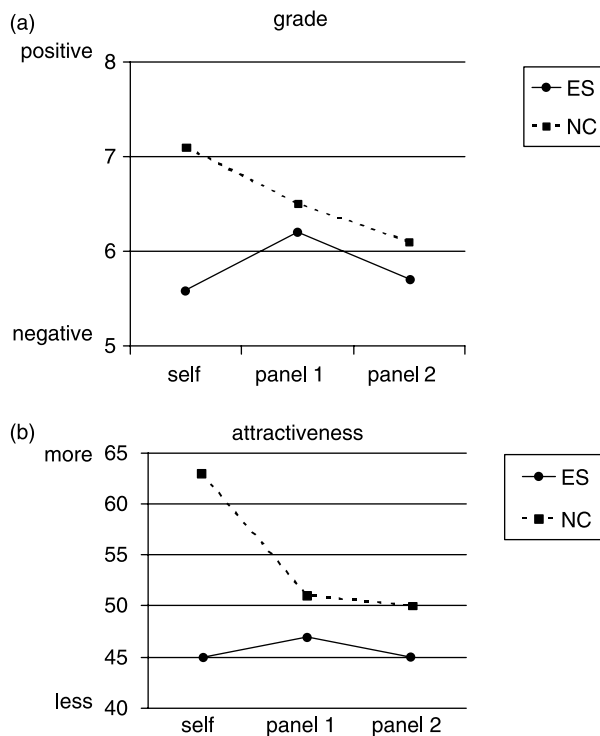 (a)
grade
positive
8
7
6
negative
5
self panel 1 panel 2
ES
NC
(b)
attractiveness
more
65
60
55
50
45
less
40
self panel 1 panel 2
ES
NC